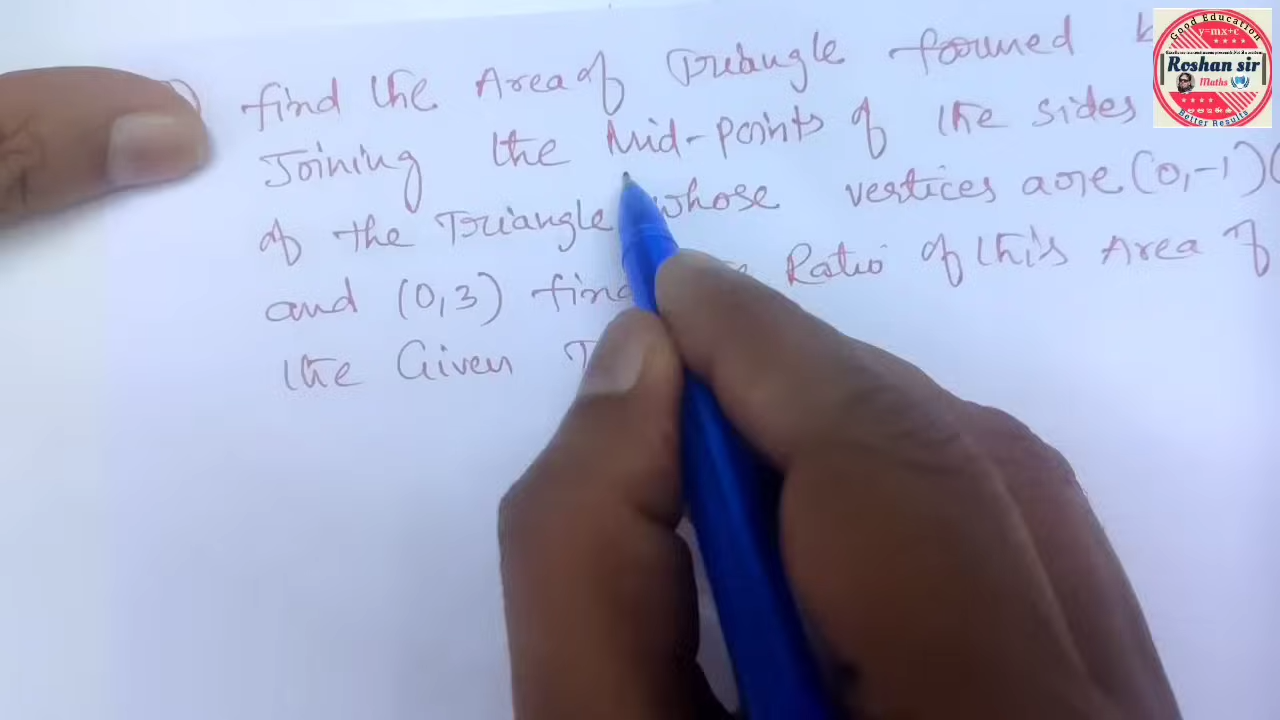 find the Area of Triangle formed
Joining the Mid-points of the sides
of the Triangle whose vertices are (0,-1)(
and (0,3) find Ratio of this Area of
the Given
Good Education
y=mx+c
Roshan sir
Maths
Better Results